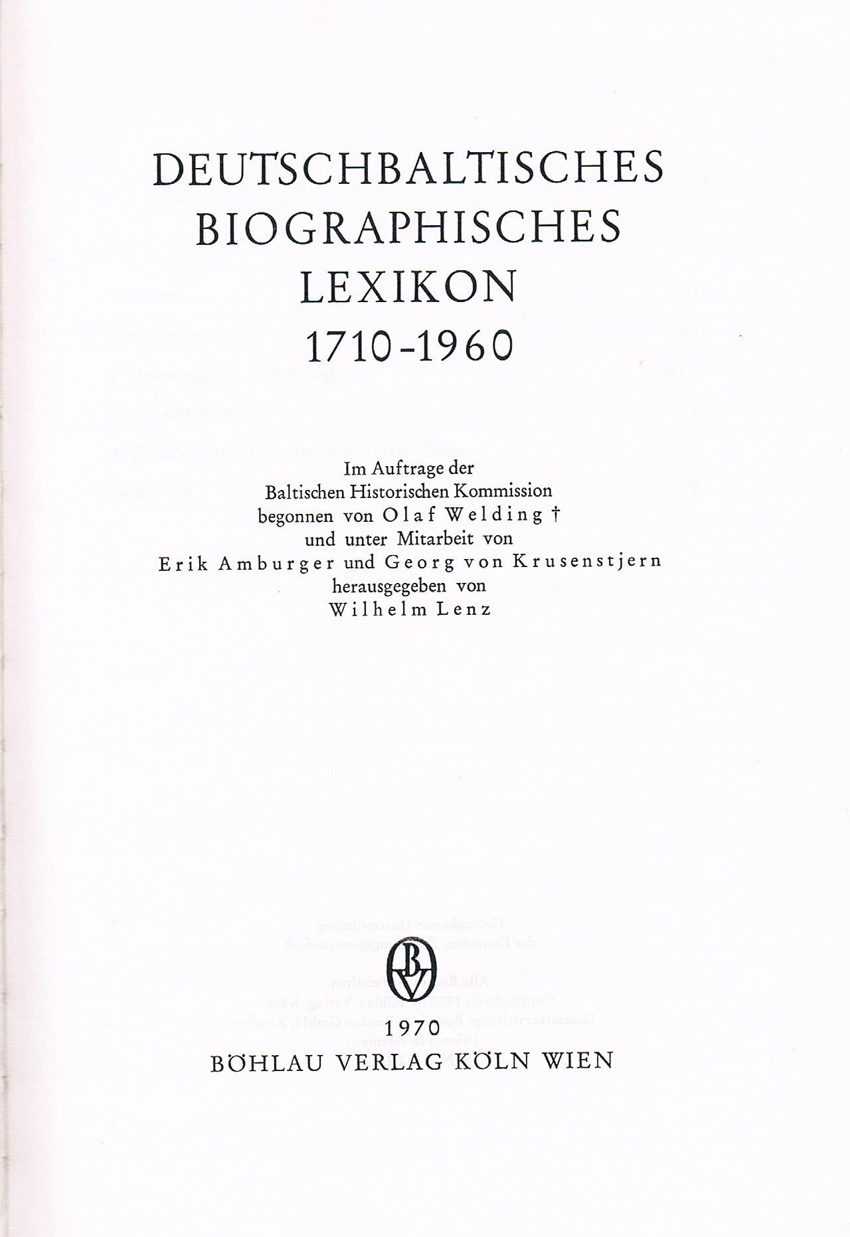 DEUTSCHBALTISCHES
BIOGRAPHISCHES
LEXIKON
1710-1960
Im Auftrage der
Baltischen Historischen Kommission
begonnen von Olaf Welding †
und unter Mitarbeit von
Erik Amburger und Georg von Krusenstjern
herausgegeben von
Wilhelm Lenz
BV
1970
BÖHLAU VERLAG KÖLN WIEN